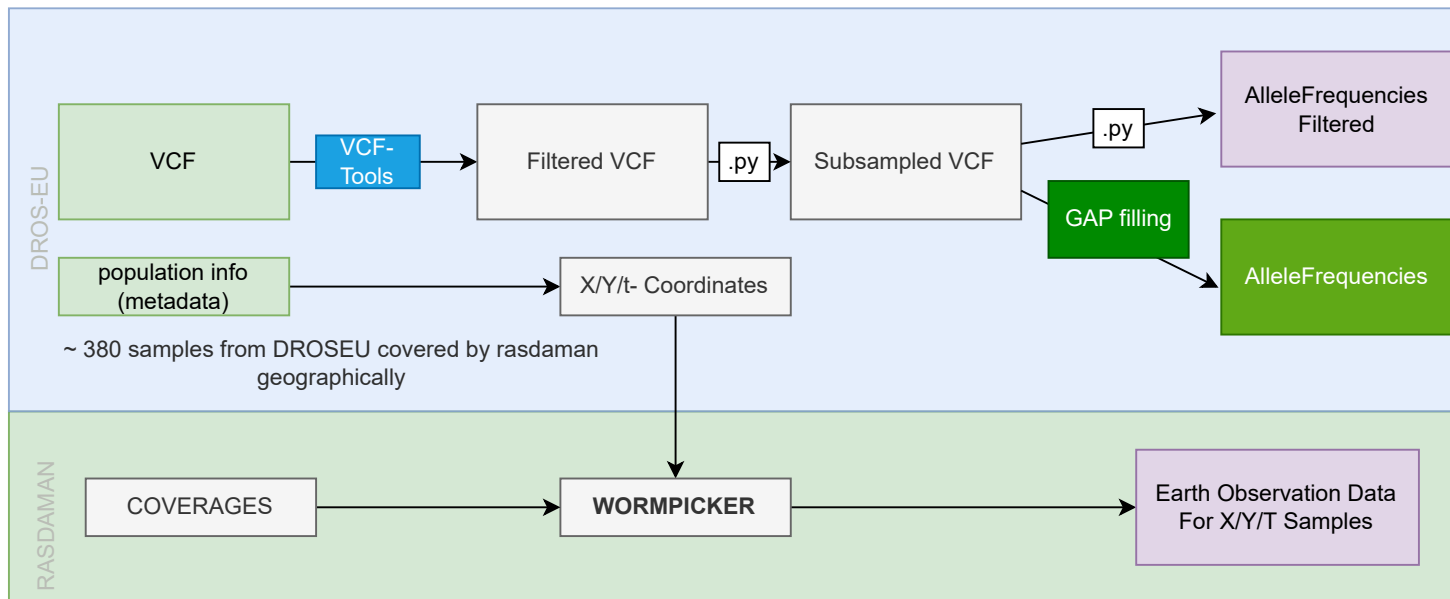 DROS-EU
VCF
VCF-
Tools
Filtered VCF
.py
Subsampled VCF
.py
AlleleFrequencies
Filtered
GAP filling
AlleleFrequencies
population info
(metadata)
X/Y/t- Coordinates
~ 380 samples from DROSEU covered by rasdaman
geographically
RASDAMAN
COVERAGES
WORMPICKER
Earth Observation Data
For X/Y/T Samples